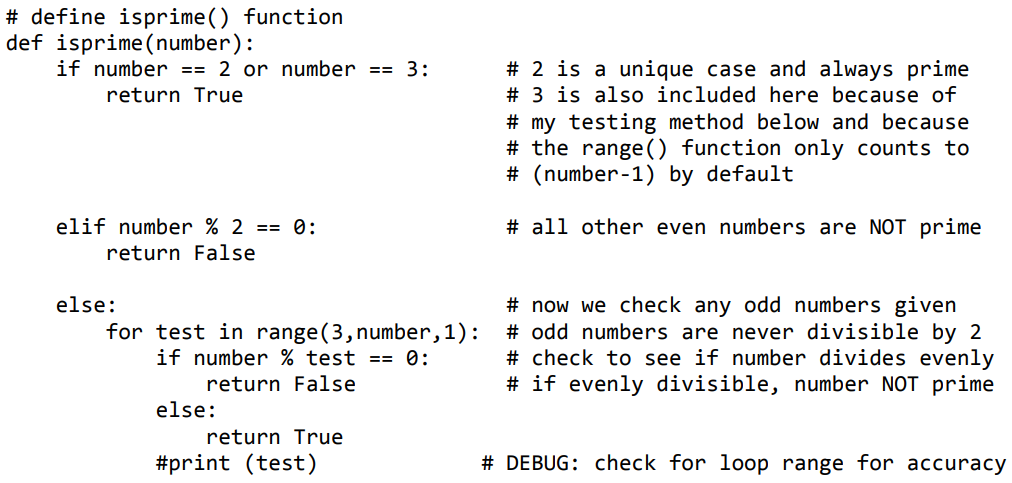 # define isprime() function
def isprime(number):
    if number == 2 or number == 3:      # 2 is a unique case and always prime
        return True                     # 3 is also included here because of
                                        # my testing method below and because
                                        # the range() function only counts to
                                        # (number-1) by default
    elif number % 2 == 0:               # all other even numbers are NOT prime
        return False
    else:                               # now we check any odd numbers given
        for test in range(3,number,1):  # odd numbers are never divisible by 2
            if number % test == 0:      # check to see if number divides evenly
                return False            # if evenly divisible, number NOT prime
            else:
                return True
            #print (test)             # DEBUG: check for loop range for accuracy